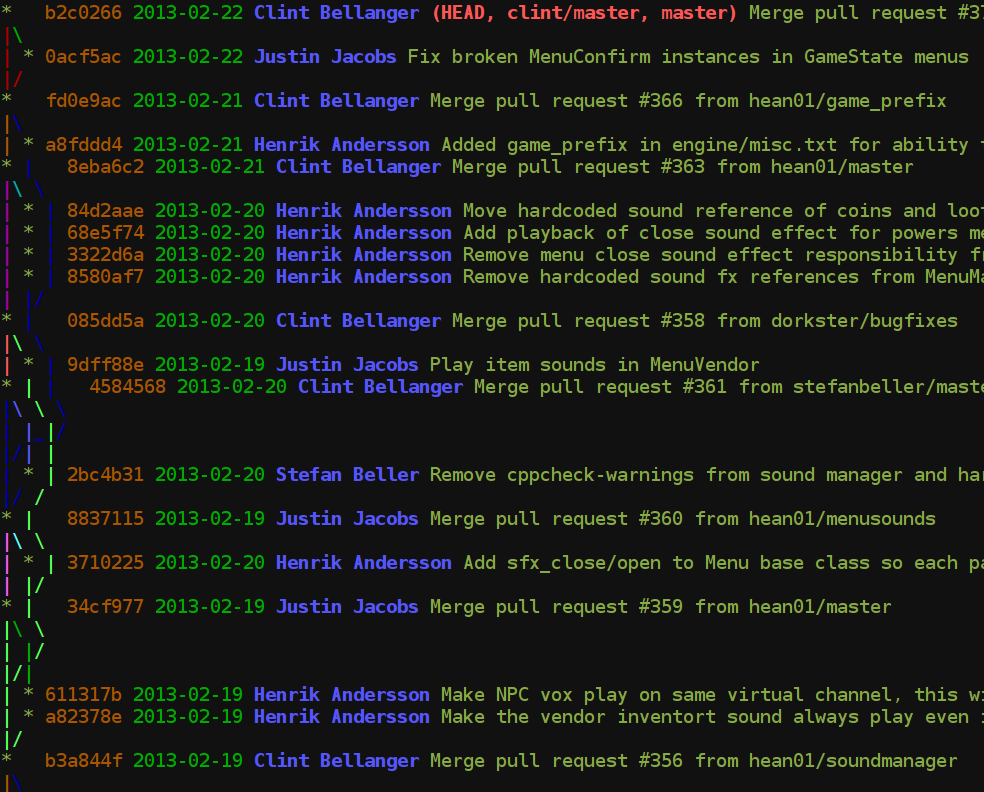 * b2c0266 2013-02-22 Clint Bellanger (HEAD, clint/master, master) Merge pull request
|\
| * 0acf5ac 2013-02-22 Justin Jacobs Fix broken MenuConfirm instances in GameState menus
|/
* fd0e9ac 2013-02-21 Clint Bellanger Merge pull request #366 from hean01/game_prefix
|\
| * a8fddd4 2013-02-21 Henrik Andersson Added game_prefix in engine/misc.txt for ability
* | 8eba6c2 2013-02-21 Clint Bellanger Merge pull request #363 from hean01/master
|\ \
| * | 84d2aae 2013-02-20 Henrik Andersson Move hardcoded sound reference of coins and
| * | 68e5f74 2013-02-20 Henrik Andersson Add playback of close sound effect for powers
| * | 3322d6a 2013-02-20 Henrik Andersson Remove menu close sound effect responsibility
| * | 8580af7 2013-02-20 Henrik Andersson Remove hardcoded sound fx references from
| |/
* | 085dd5a 2013-02-20 Clint Bellanger Merge pull request #358 from dorkster/bugfixes
|\ \
| * | 9dff88e 2013-02-19 Justin Jacobs Play item sounds in MenuVendor
* | | 4584568 2013-02-20 Clint Bellanger Merge pull request #361 from
|\ \ \
| |_|/
|/| |
| * | 2bc4b31 2013-02-20 Stefan Beller Remove cppcheck-warnings from sound manager and
|/ /
* | 8837115 2013-02-19 Justin Jacobs Merge pull request #360 from hean01/menusounds
|\ \
| * | 3710225 2013-02-20 Henrik Andersson Add sfx_close/open to Menu base class so each
| |/
* | 34cf977 2013-02-19 Justin Jacobs Merge pull request #359 from hean01/master
|\ \
| |/
|/|
| * 611317b 2013-02-19 Henrik Andersson Make NPC vox play on same virtual channel, this
| * a82378e 2013-02-19 Henrik Andersson Make the vendor inventort sound always play even
|/
* b3a844f 2013-02-19 Clint Bellanger Merge pull request #356 from hean01/soundmanager
|\